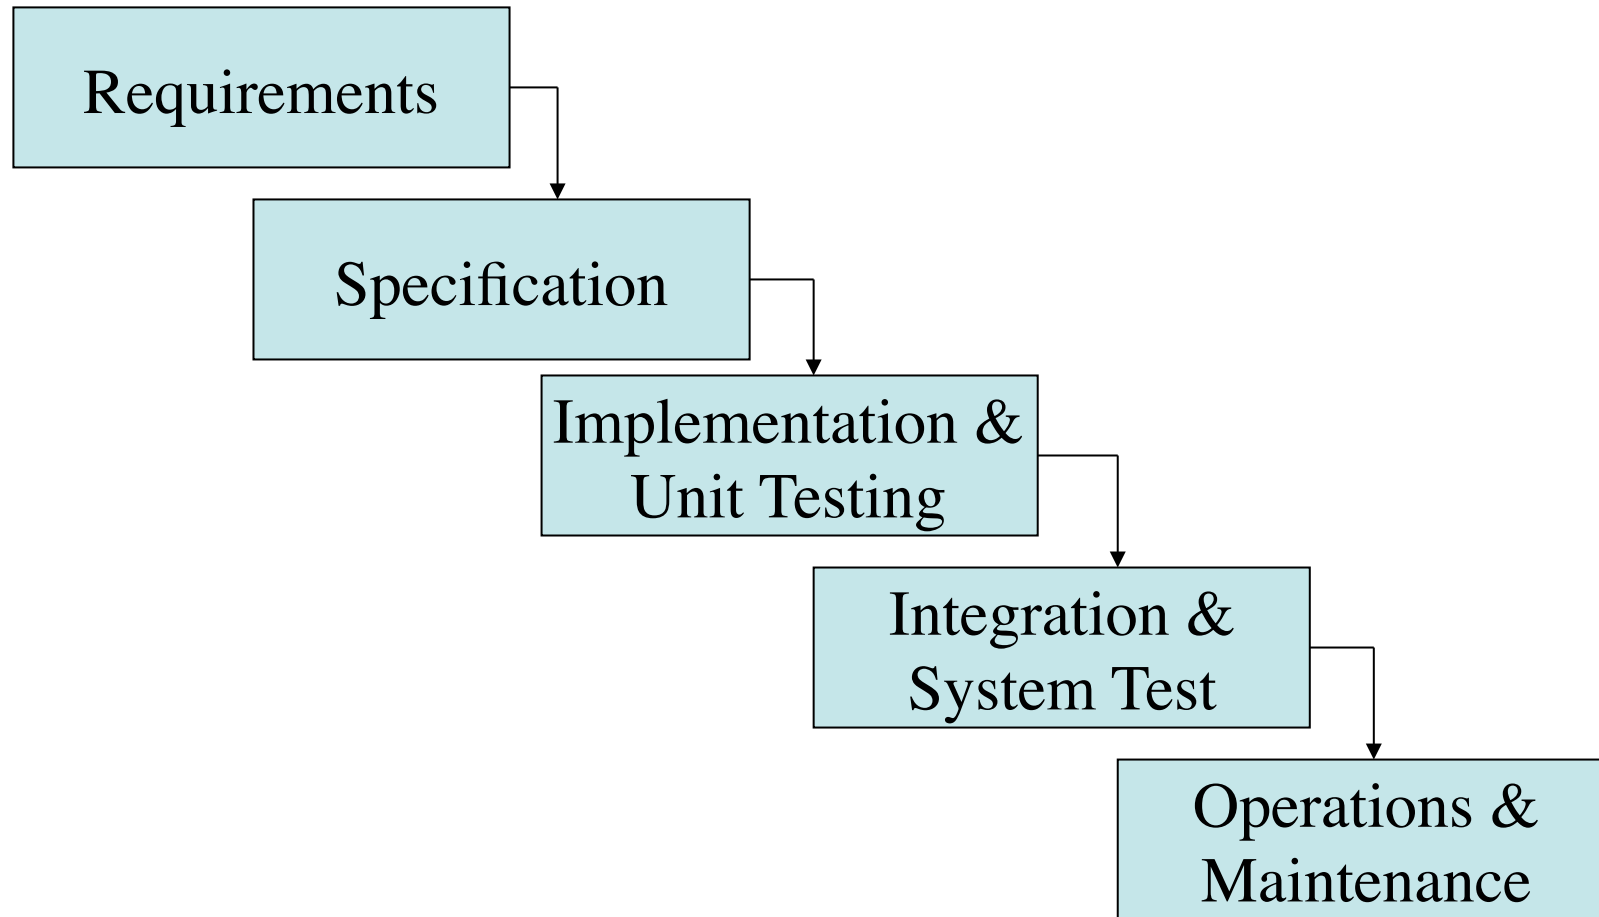 Requirements
Specification
Implementation &
Unit Testing
Integration &
System Test
Operations &
Maintenance